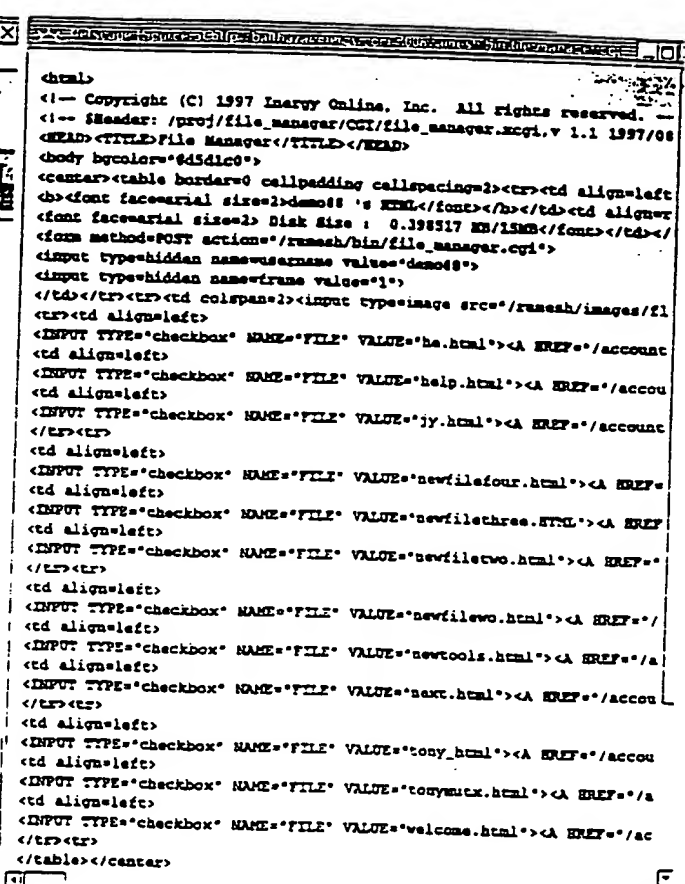 <html>
<!-- Copyright (C) 1997 Inergy Online, Inc. All rights reserved. --
<!-- $Header: /proj/file_manager/CGI/file_manager.xcgi,v 1.1 1997/08
<HEAD><TITLE>File Manager</TITLE></HEAD>
<body bgcolor="#d5d1c0">
<center><table border=0 cellpadding cellspacing=2><tr><td align=left
<b><font face=arial size=2>demo68 's HTML</font></b></td><td align=r
<font face=arial size=2> Disk Size : 0.398517 MB/15MB</font></td></
<form method=POST action="/ramesh/bin/file_manager.cgi">
<input type=hidden name=username value="demo68">
<input type=hidden name=frame value="1">
</td></tr><tr><td colspan=2><input type=image src="/ramesh/images/fl
<tr><td align=left>
<INPUT TYPE="checkbox" NAME="FILE" VALUE="ha.html"><A HREF="/account
<td align=left>
<INPUT TYPE="checkbox" NAME="FILE" VALUE="help.html"><A HREF="/accou
<td align=left>
<INPUT TYPE="checkbox" NAME="FILE" VALUE="jy.html"><A HREF="/account
</tr><tr>
<td align=left>
<INPUT TYPE="checkbox" NAME="FILE" VALUE="newfilefour.html"><A HREF=
<td align=left>
<INPUT TYPE="checkbox" NAME="FILE" VALUE="newfilethree.HTML"><A HREF
<td align=left>
<INPUT TYPE="checkbox" NAME="FILE" VALUE="newfiletwo.html"><A HREF="
</tr><tr>
<td align=left>
<INPUT TYPE="checkbox" NAME="FILE" VALUE="newfilewo.html"><A HREF="/
<td align=left>
<INPUT TYPE="checkbox" NAME="FILE" VALUE="newtools.html"><A HREF="/a
<td align=left>
<INPUT TYPE="checkbox" NAME="FILE" VALUE="next.html"><A HREF="/accou
</tr><tr>
<td align=left>
<INPUT TYPE="checkbox" NAME="FILE" VALUE="tony_html"><A HREF="/accou
<td align=left>
<INPUT TYPE="checkbox" NAME="FILE" VALUE="tonymutx.html"><A HREF="/a
<td align=left>
<INPUT TYPE="checkbox" NAME="FILE" VALUE="welcome.html"><A HREF="/ac
</tr><tr>
</table></center>